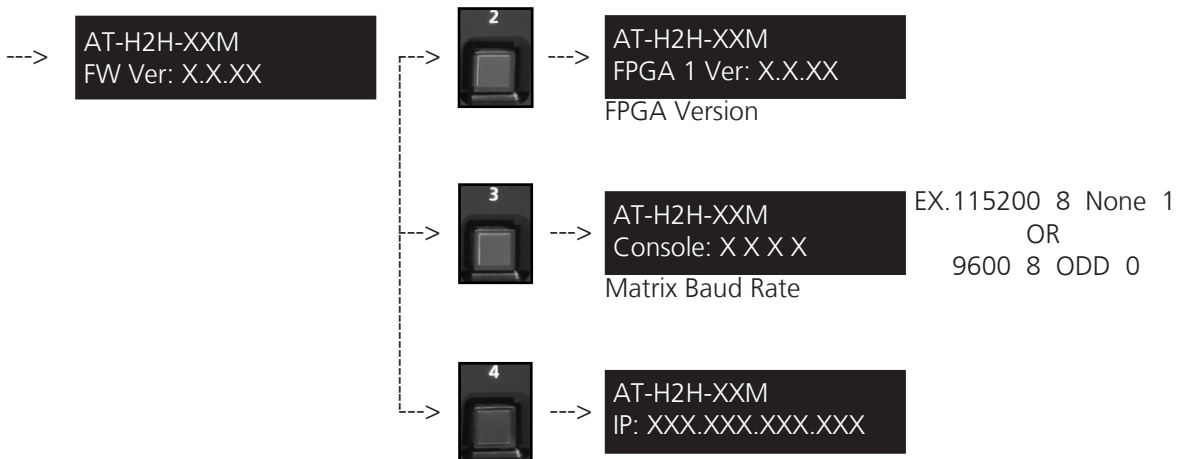 --->
AT-H2H-XXM
FW Ver: X.X.XX
--->
2
--->
AT-H2H-XXM
FPGA 1 Ver: X.X.XX
FPGA Version
--->
3
--->
AT-H2H-XXM
Console: X X X X
Matrix Baud Rate
EX.115200 8 None 1
OR
9600 8 ODD 0
--->
4
--->
AT-H2H-XXM
IP: XXX.XXX.XXX.XXX